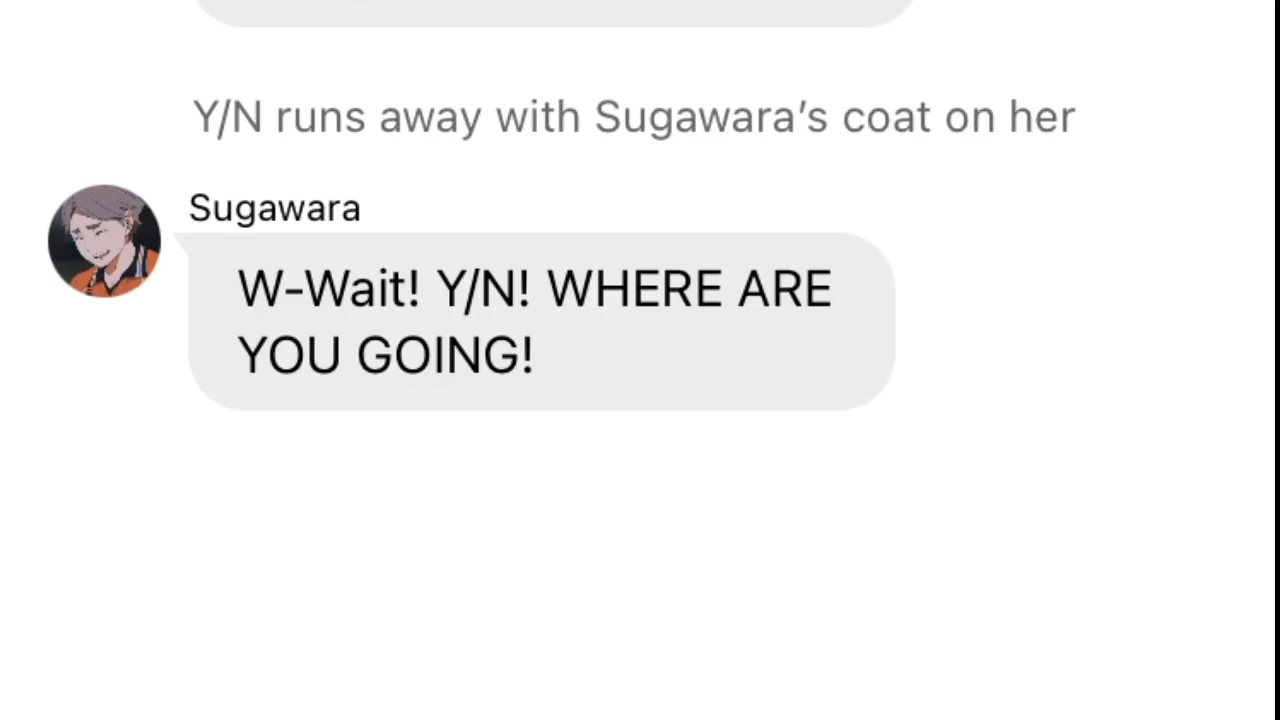 Y/N runs away with Sugawara’s coat on her
Sugawara
W-Wait! Y/N! WHERE ARE
YOU GOING!